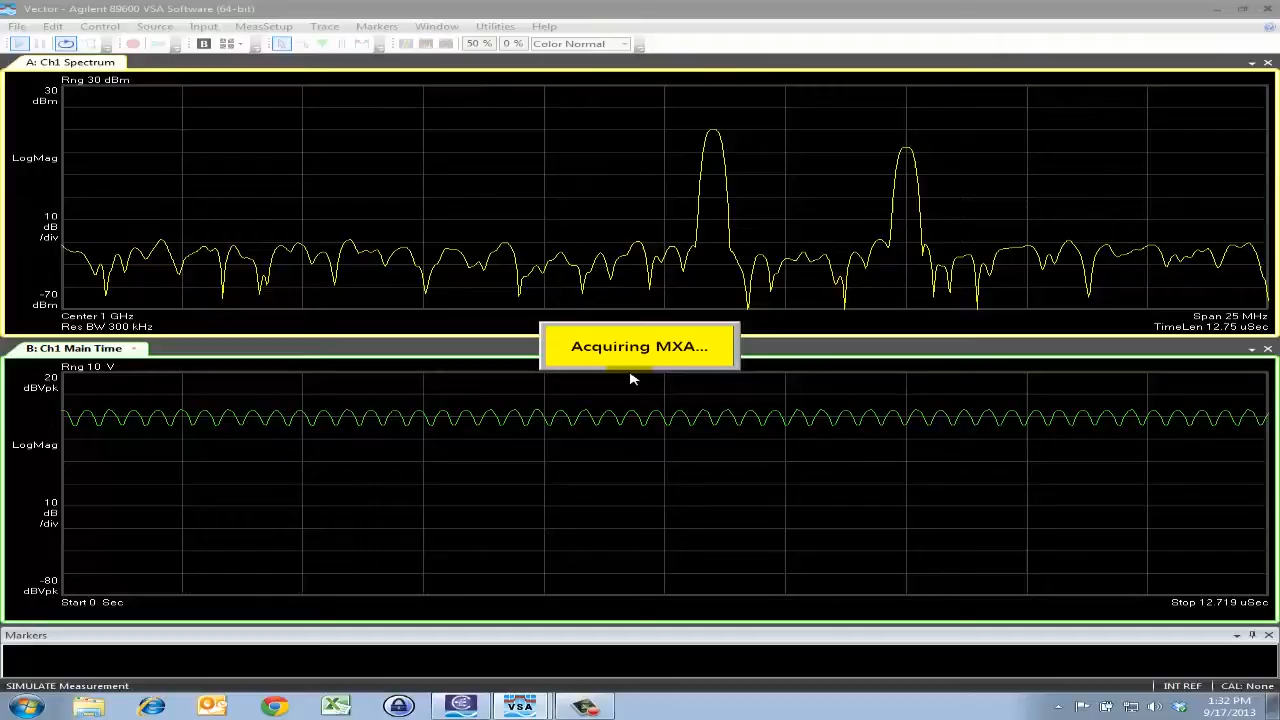 Vector - Agilent 89600 VSA Software (64-bit)
File Edit Control Source Input MeasSetup Trace Markers Window Utilities Help
B 50 % 0 % Color Normal
A: Ch1 Spectrum
Rng 30 dBm
30
dBm
LogMag
10
dB
/div
-70
dBm
Center 1 GHz
Span 25 MHz
Res BW 300 kHz
TimeLen 12.75 uSec
Acquiring MXA...
B: Ch1 Main Time
Rng 10 V
20
dBVpk
LogMag
10
dB
/div
-80
dBVpk
Start 0 Sec
Stop 12.719 uSec
Markers
SIMULATE Measurement
INT REF
CAL: None
VSA
1:32 PM
9/17/2013